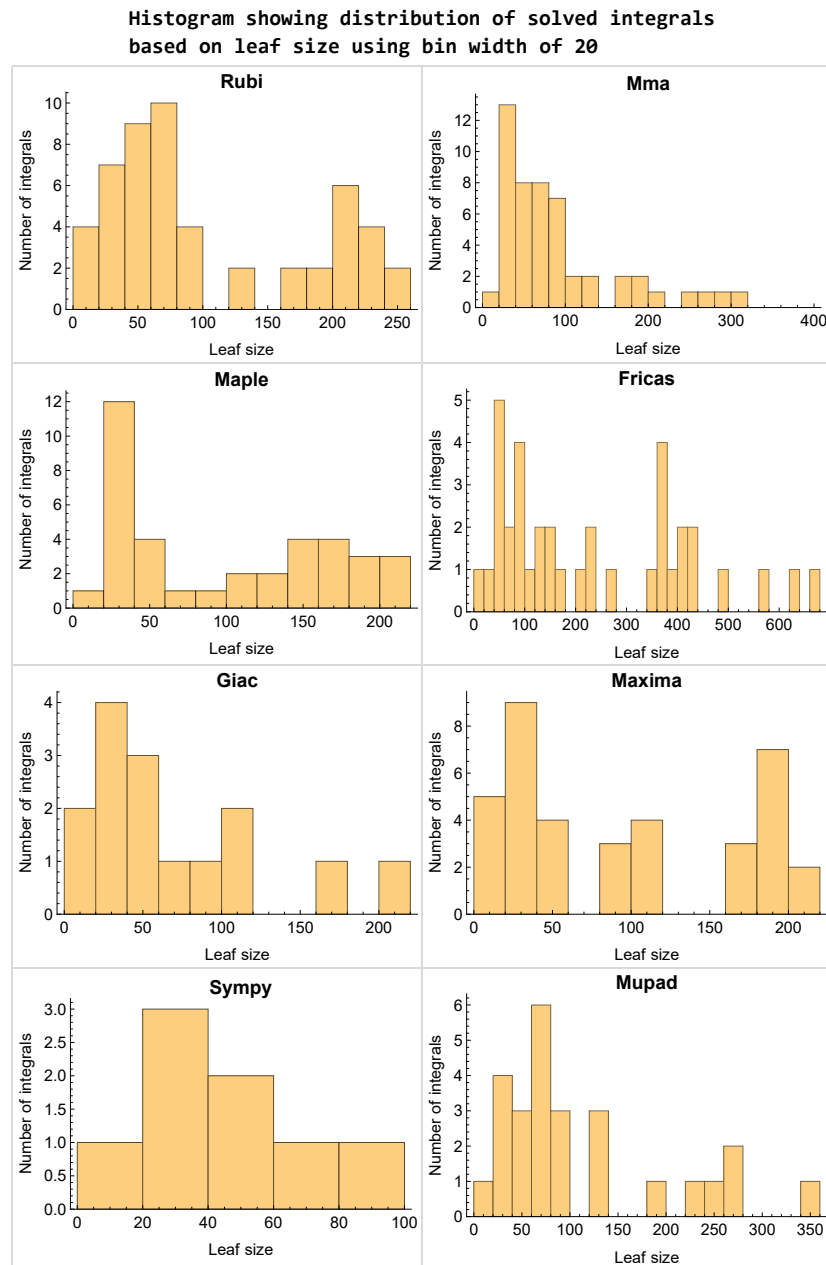 Histogram showing distribution of solved integrals
based on leaf size using bin width of 20
Rubi
Number of integrals
10
8
6
4
2
0
0 50 100 150 200 250
Leaf size
Mma
Number of integrals
12
10
8
6
4
2
0
0 100 200 300 400
Leaf size
Maple
Number of integrals
12
10
8
6
4
2
0
0 50 100 150 200
Leaf size
Fricas
Number of integrals
5
4
3
2
1
0
0 100 200 300 400 500 600
Leaf size
Giac
Number of integrals
4
3
2
1
0
0 50 100 150 200
Leaf size
Maxima
Number of integrals
8
6
4
2
0
0 50 100 150 200
Leaf size
Sympy
Number of integrals
3.0
2.5
2.0
1.5
1.0
0.5
0.0
0 20 40 60 80 100
Leaf size
Mupad
Number of integrals
6
5
4
3
2
1
0
0 50 100 150 200 250 300 350
Leaf size